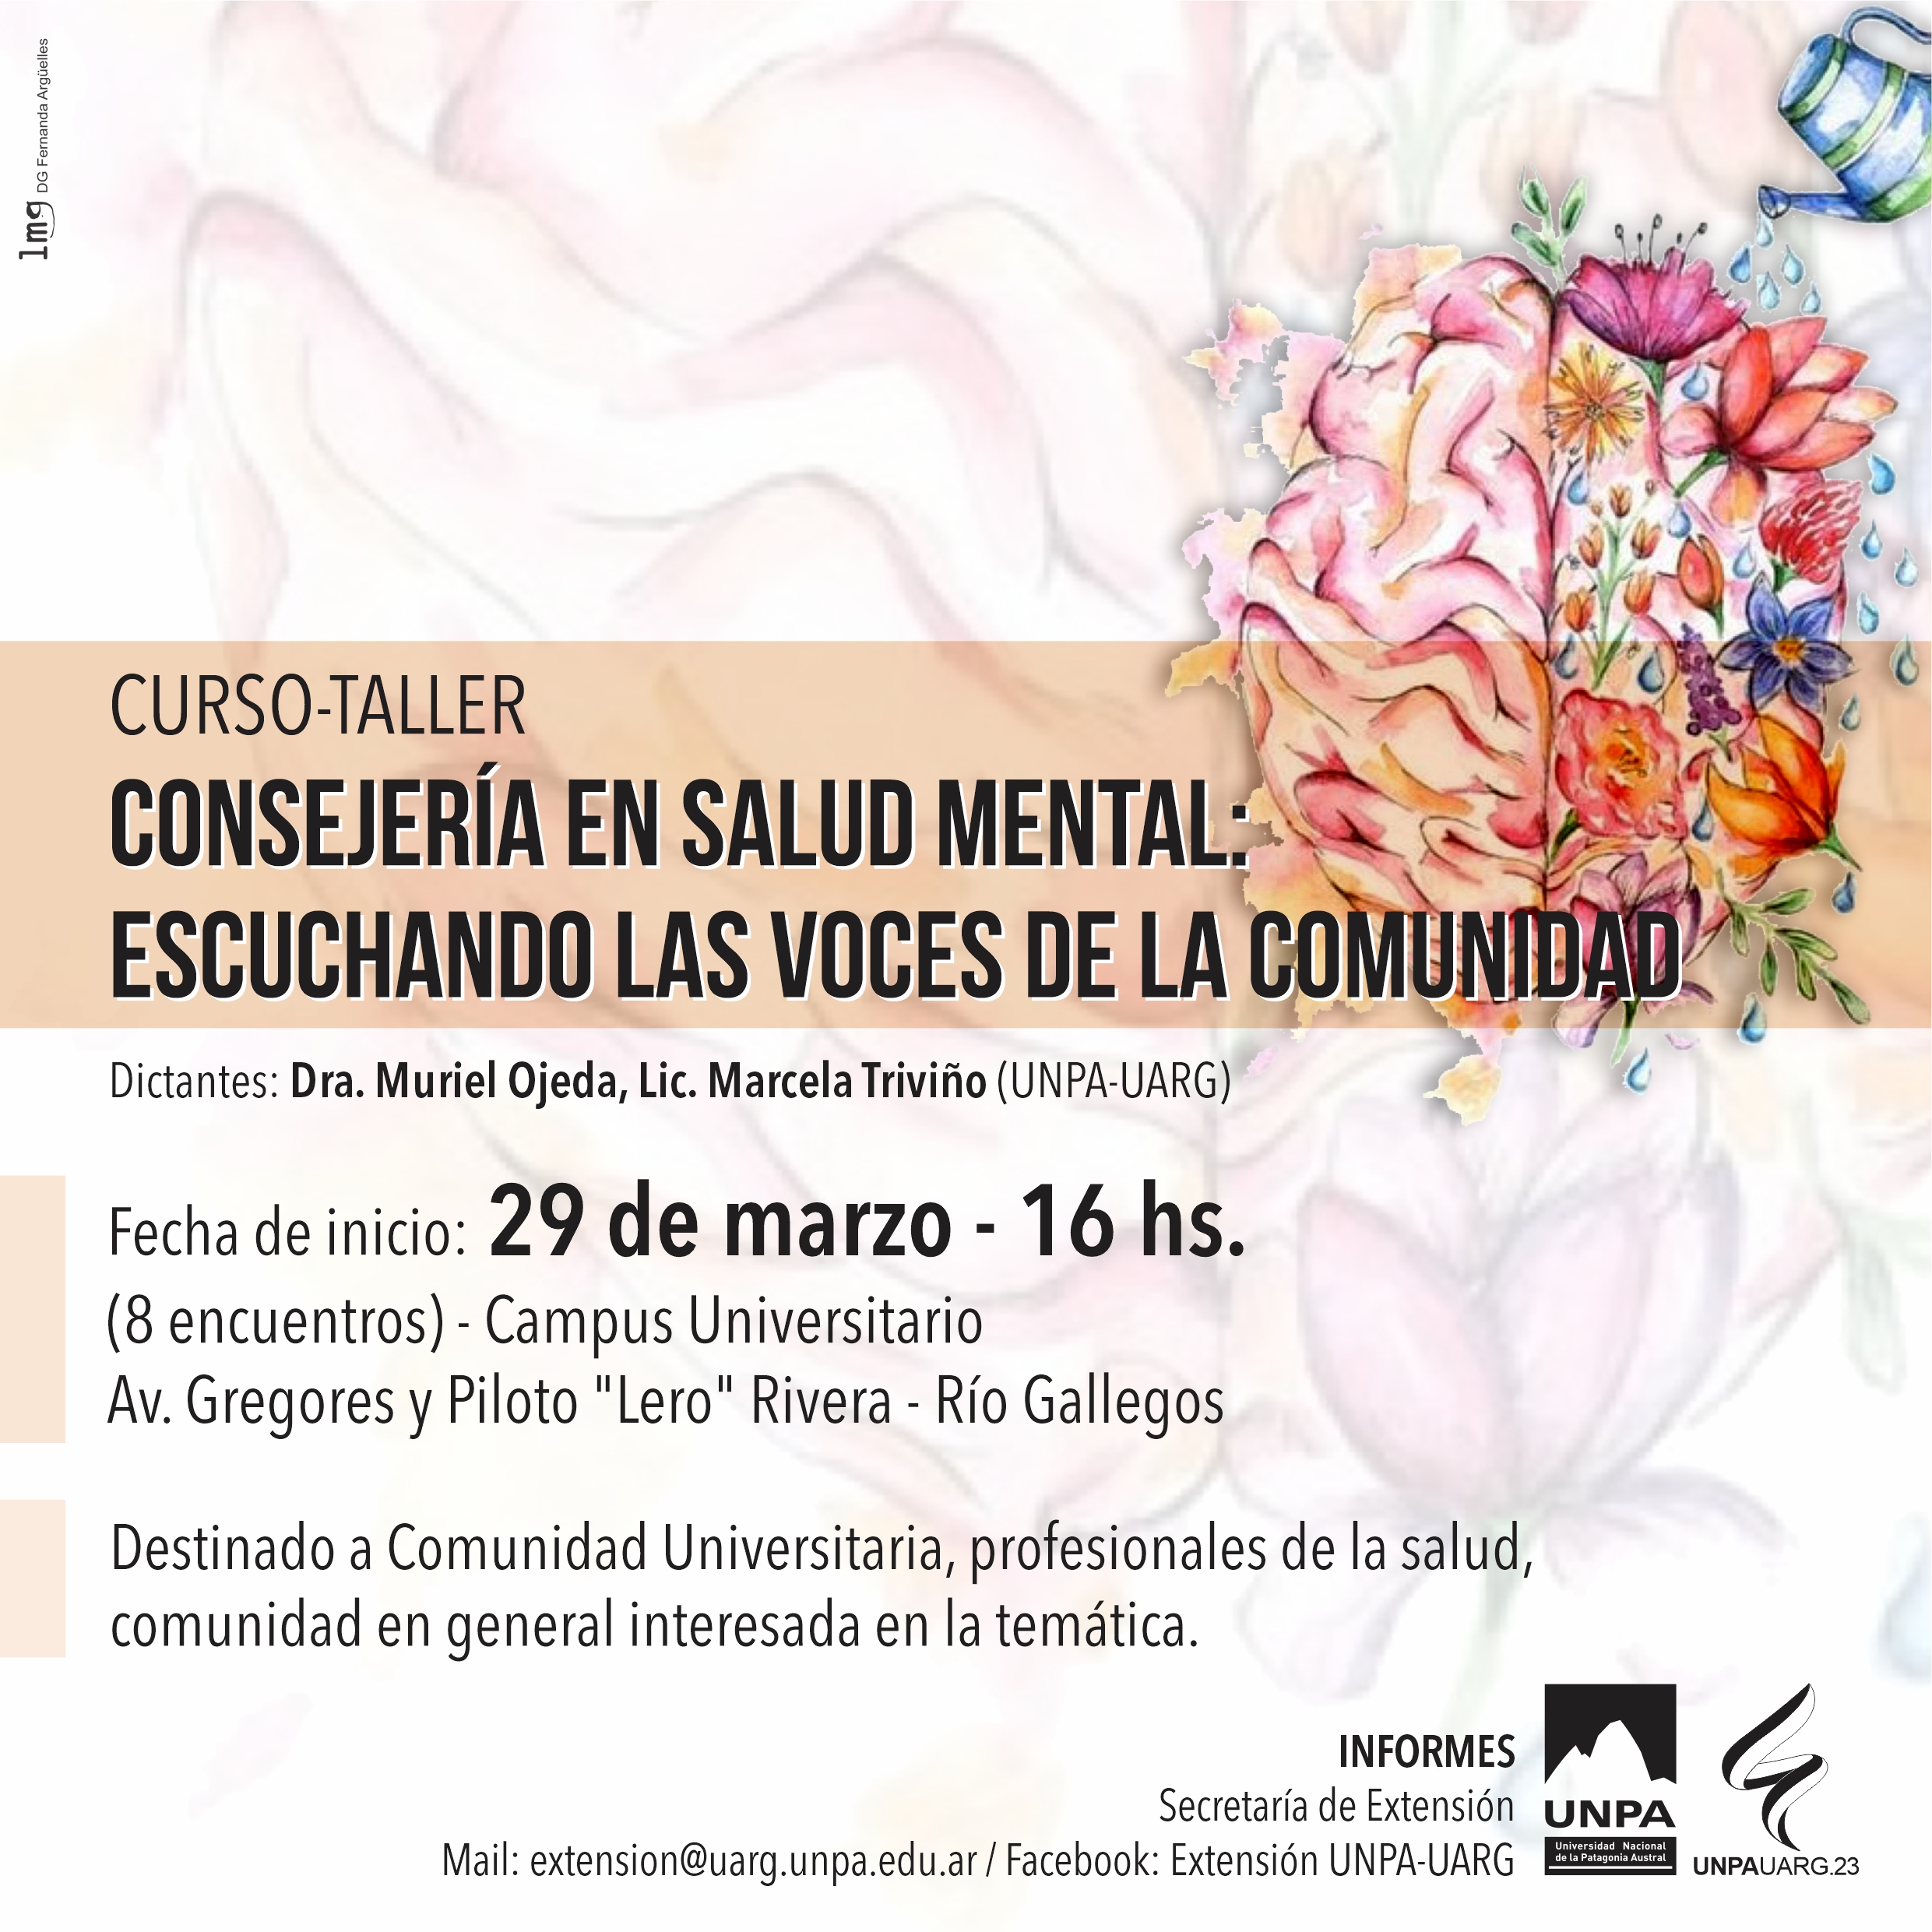 lmg DG Fernanda Argüelles
CURSO-TALLER
CONSEJERÍA EN SALUD MENTAL:
ESCUCHANDO LAS VOCES DE LA COMUNIDAD
Dictantes: Dra. Muriel Ojeda, Lic. Marcela Triviño (UNPA-UARG)
Fecha de inicio: 29 de marzo - 16 hs.
(8 encuentros) - Campus Universitario
Av. Gregores y Piloto "Lero" Rivera - Río Gallegos
Destinado a Comunidad Universitaria, profesionales de la salud,
comunidad en general interesada en la temática.
INFORMES
Secretaría de Extensión
Mail: extension@uarg.unpa.edu.ar / Facebook: Extensión UNPA-UARG
UNPA
Universidad Nacional
de la Patagonia Austral
UNPAUARG.23